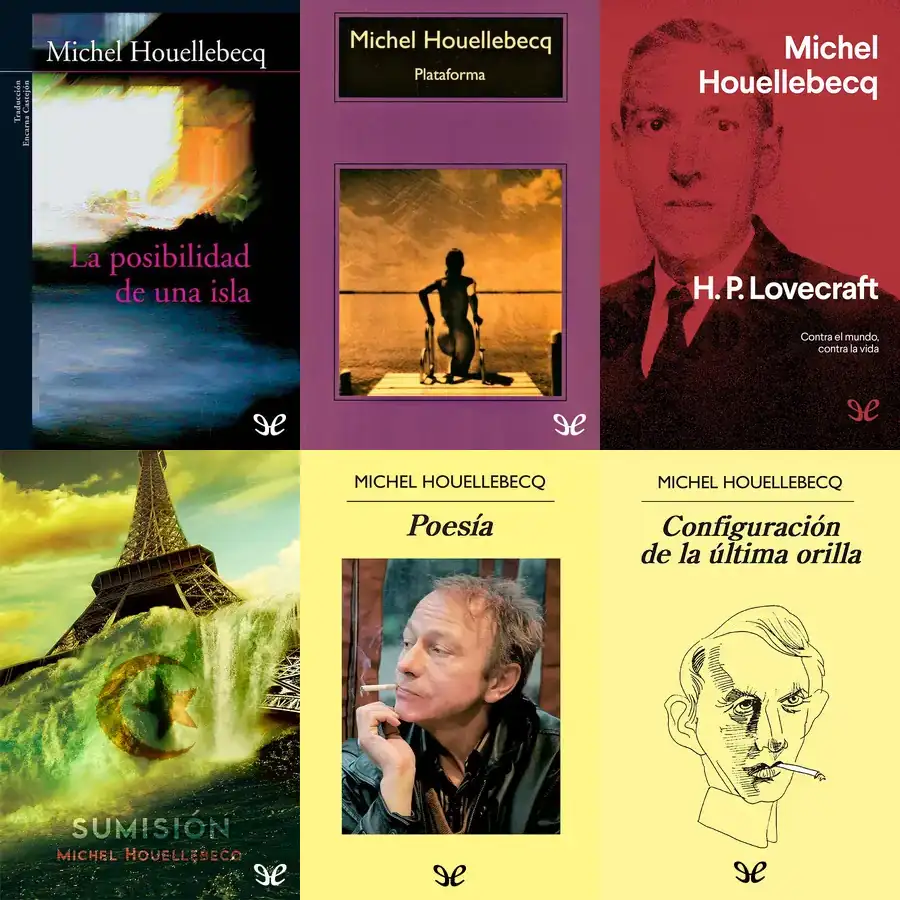 Michel Houellebecq
Traducción
Encarna Castejón
La posibilidad
de una isla
Michel Houellebecq
Plataforma
Michel
Houellebecq
H. P. Lovecraft
Contra el mundo,
contra la vida
SUMISIÓN
MICHEL HOUELLEBECQ
MICHEL HOUELLEBECQ
Poesía
MICHEL HOUELLEBECQ
Configuración
de la última orilla